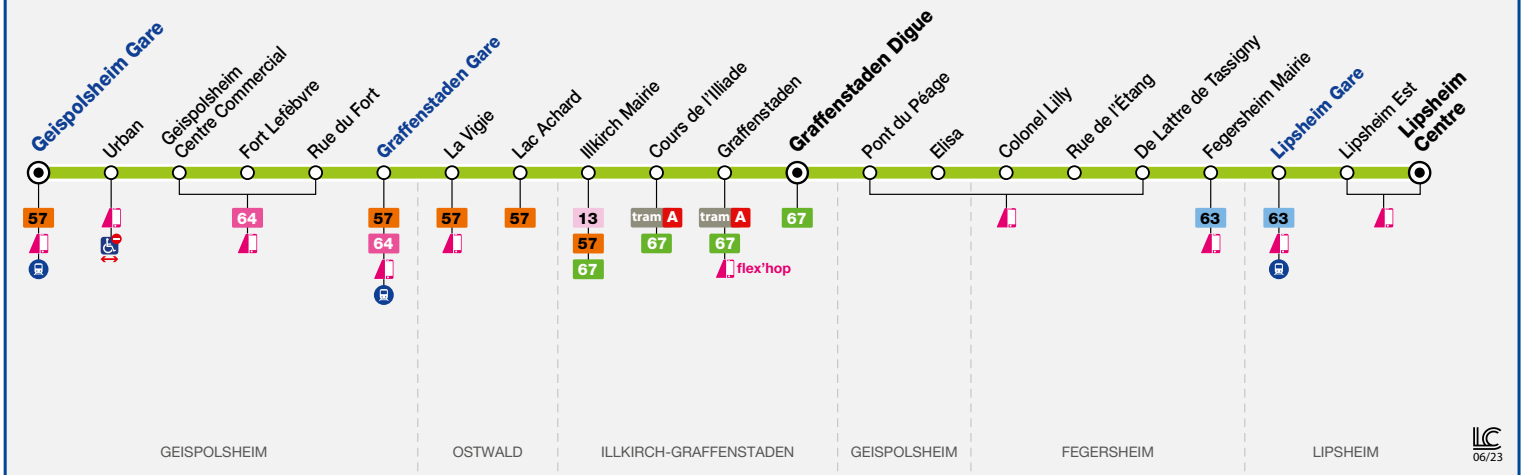 Geispolsheim Gare
Urban
Geispolsheim
Centre Commercial
Fort Lefèbvre
Rue du Fort
Graffenstaden Gare
La Vigie
Lac Achard
Illkirch Mairie
Cours de l'Illiade
Graffenstaden
Graffenstaden Digue
Pont du Péage
Elisa
Colonel Lilly
Rue de l'Étang
De Lattre de Tassigny
Fegersheim Mairie
Lipsheim Gare
Lipsheim Est
Lipsheim
Centre
57
64
57
64
57
57
13
57
67
tram A
67
tram A
67
flex'hop
67
63
63
GEISPOLSHEIM
OSTWALD
ILLKIRCH-GRAFFENSTADEN
GEISPOLSHEIM
FEGERSHEIM
LIPSHEIM
LC
06/23